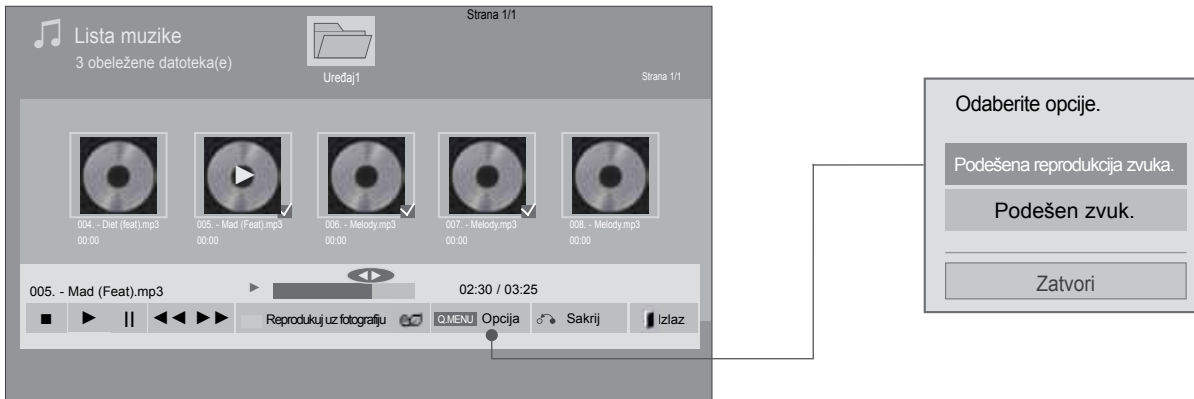 Strana 1/1
Lista muzike
3 obeležene datoteka(e)
Uređaj1
Strana 1/1
004. - Diet (feat).mp3
00:00
005. - Mad (Feat).mp3
00:00
006. - Melody.mp3
00:00
007. - Melody.mp3
00:00
008. - Melody.mp3
00:00
005. - Mad (Feat).mp3
02:30 / 03:25
Reprodukuj uz fotografiju
Q.MENU Opcija
Sakrij
Izlaz
Odaberite opcije.
Podešena reprodukcija zvuka.
Podešen zvuk.
Zatvori